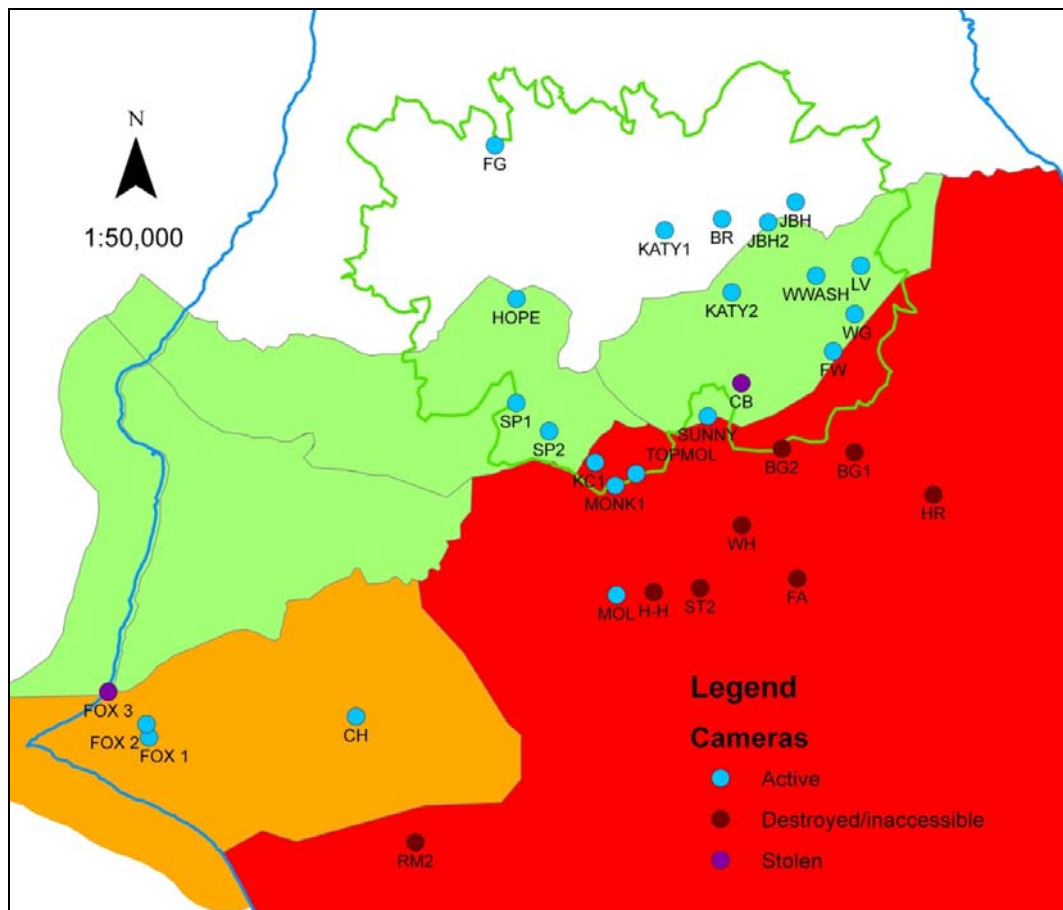 N
1:50,000
FG
JBH
BR
JBH2
KATY1
LV
WWASH
KATY2
HOPE
WG
FW
CB
SP1
SUNNY
SP2
TOPMOL
BG2
BG1
KC1
MONK1
HR
WH
FA
MOL
H-H
ST2
Legend
FOX 3
Cameras
FOX 2
FOX 1
CH
Active
Destroyed/inaccessible
RM2
Stolen